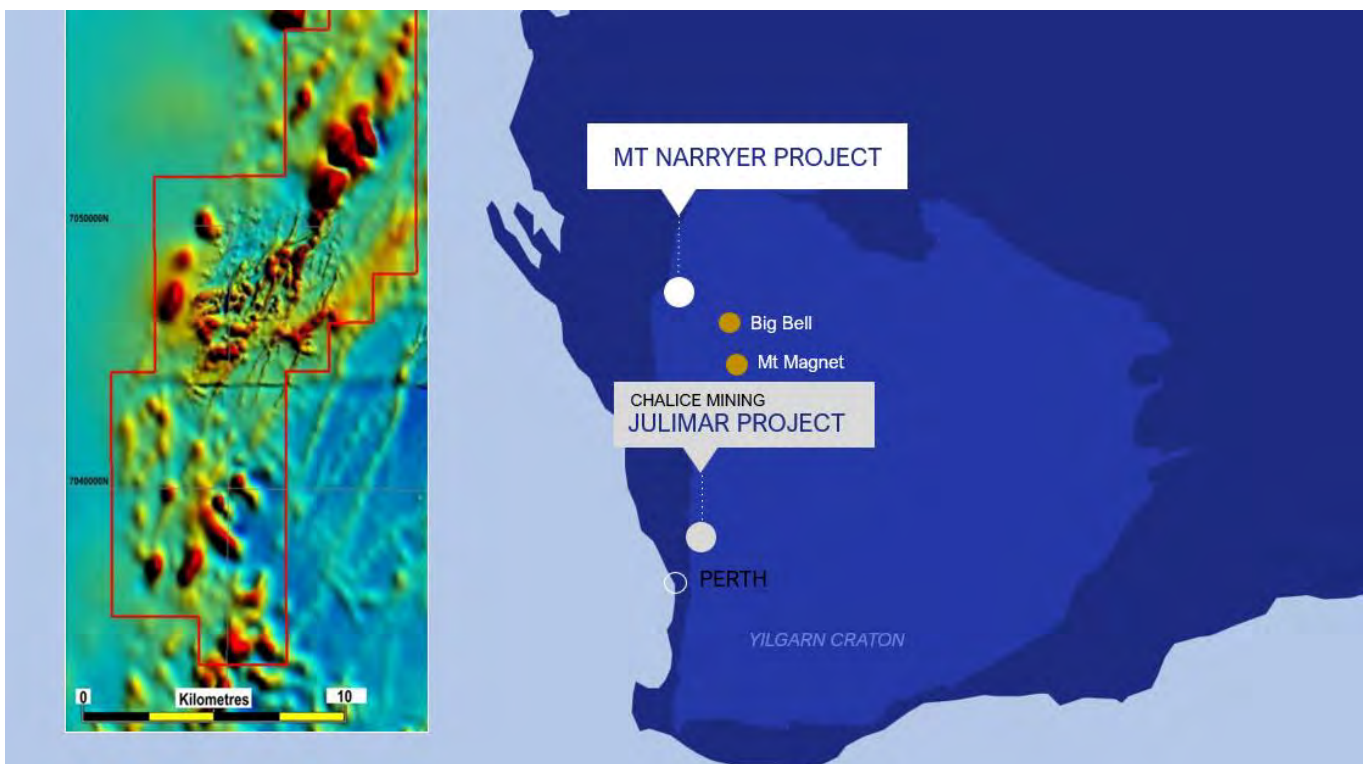 7050000N
7040000N
0 Kilometres 10
MT NARRYER PROJECT
Big Bell
Mt Magnet
CHALICE MINING
JULIMAR PROJECT
PERTH
YILGARN CRATON